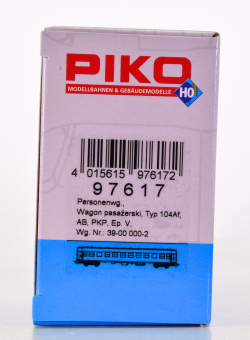 PIKO
MODELLBAHNEN & GEBÄUDEMODELLE
HO
4 015615 976172
97617
Personenwg.,
Wagon pasażerski, Typ 104Af,
AB, PKP, Ep. V,
Wg. Nr.: 39-00 000-2